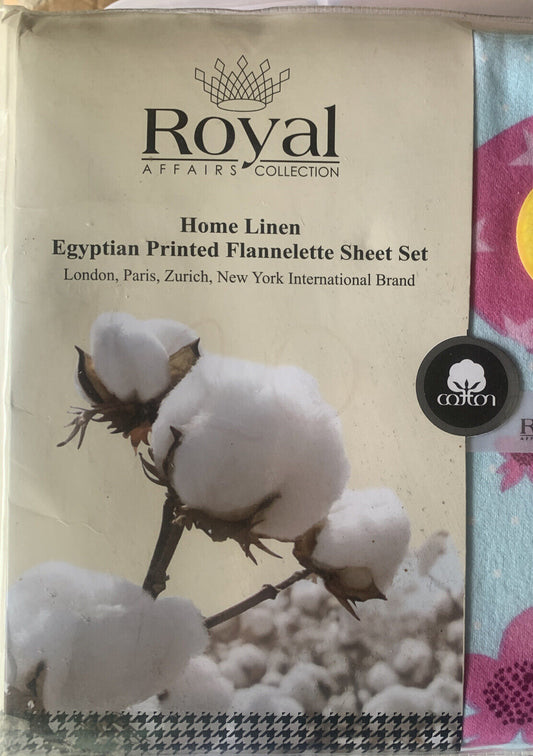 Royal
AFFAIRS COLLECTION
Home Linen
Egyptian Printed Flannelette Sheet Set
London, Paris, Zurich, New York International Brand
cotton